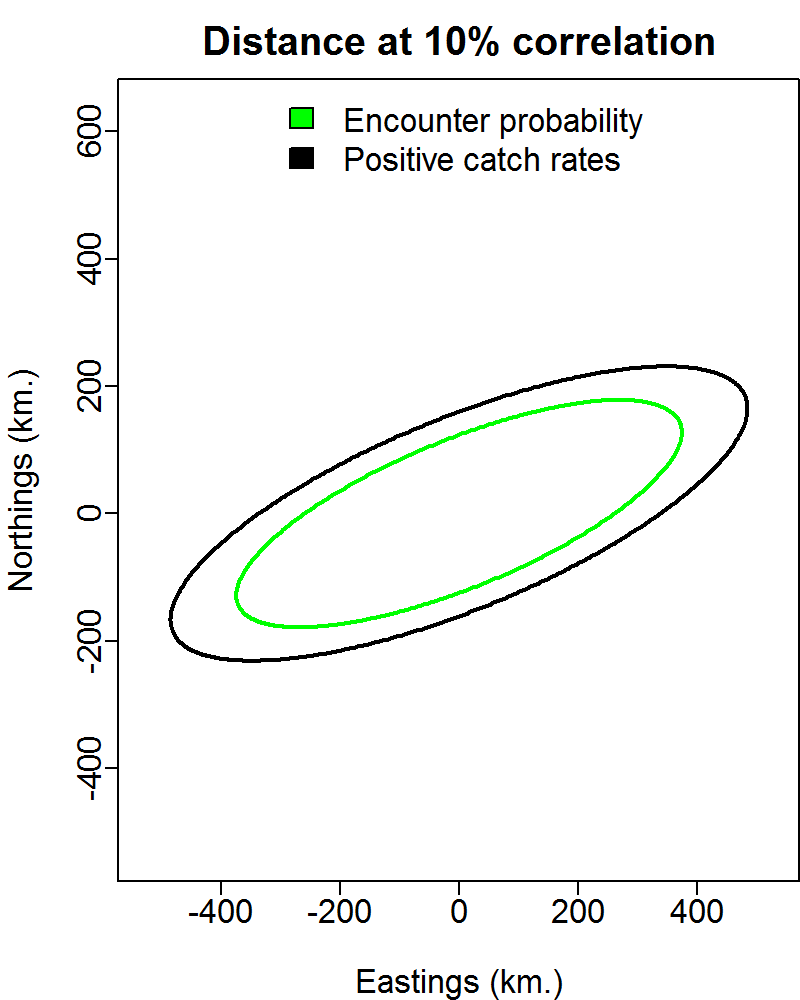 Distance at 10% correlation
Encounter probability
Positive catch rates
600
400
200
0
-200
-400
Northings (km.)
-400 -200 0 200 400
Eastings (km.)